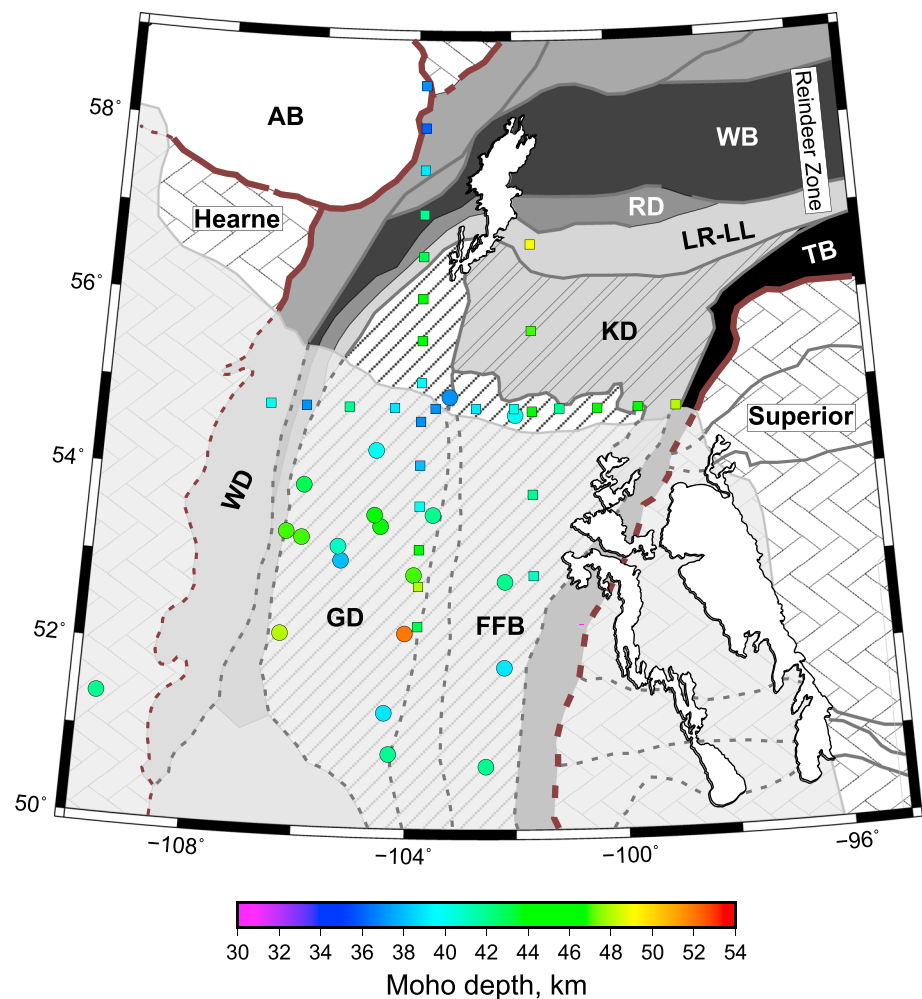 58°
AB
WB
Reindeer Zone
Hearne
RD
LR-LL
TB
56°
KD
Superior
54°
WD
GD
FFB
52°
50°
−108°
−104°
−100°
−96°
30 32 34 36 38 40 42 44 46 48 50 52 54
Moho depth, km